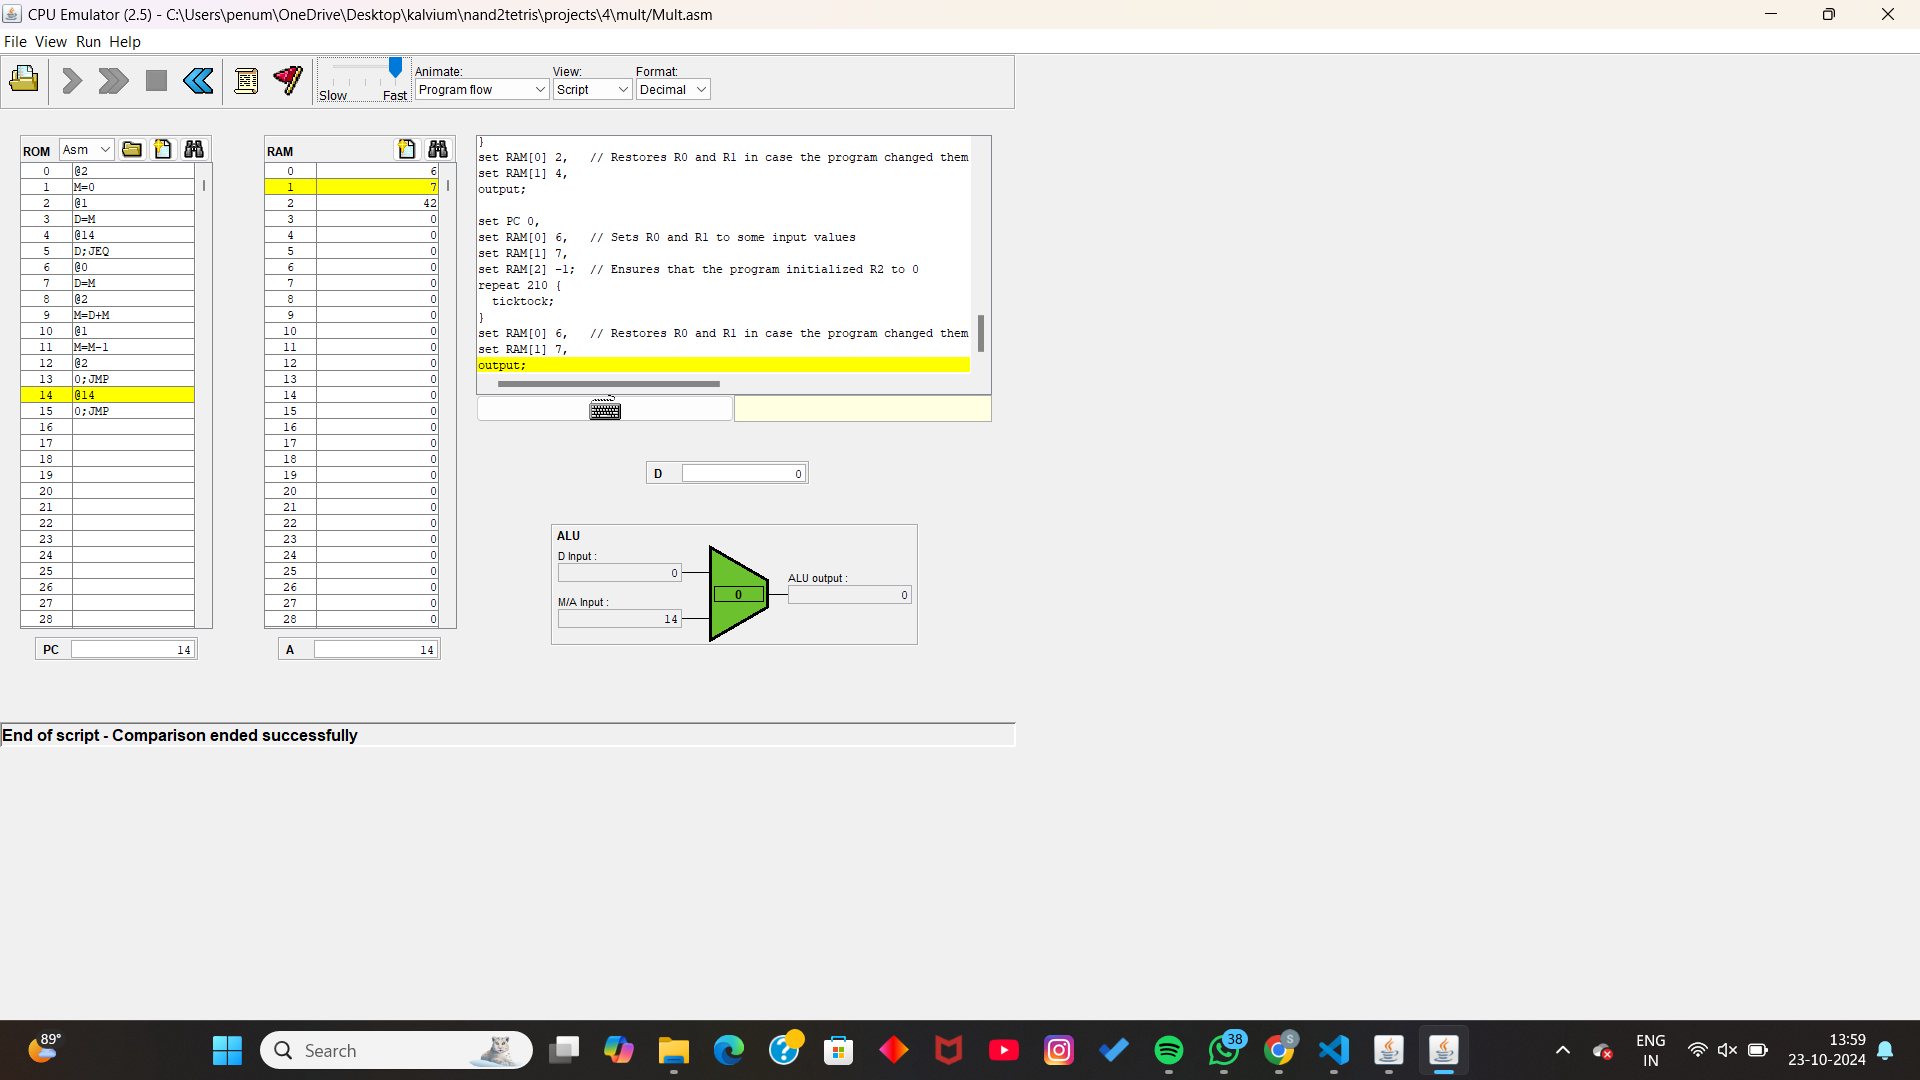 CPU Emulator (2.5) - C:\Users\penum\OneDrive\Desktop\kalvium\nand2tetris\projects\4\mult/Mult.asm
File View Run Help
Slow Fast
Animate:
Program flow
View:
Script
Format:
Decimal
ROM Asm
0 @2
1 M=0
2 @1
3 D=M
4 @14
5 D;JEQ
6 @0
7 D=M
8 @2
9 M=D+M
10 @1
11 M=M-1
12 @2
13 0;JMP
14 @14
15 0;JMP
16
17
18
19
20
21
22
23
24
25
26
27
28
PC 14
RAM
0 6
1 7
2 42
3 0
4 0
5 0
6 0
7 0
8 0
9 0
10 0
11 0
12 0
13 0
14 0
15 0
16 0
17 0
18 0
19 0
20 0
21 0
22 0
23 0
24 0
25 0
26 0
27 0
28 0
A 14
}
set RAM[0] 2,   // Restores R0 and R1 in case the program changed them
set RAM[1] 4,
output;
set PC 0,
set RAM[0] 6,   // Sets R0 and R1 to some input values
set RAM[1] 7,
set RAM[2] -1;  // Ensures that the program initialized R2 to 0
repeat 210 {
  ticktock;
}
set RAM[0] 6,   // Restores R0 and R1 in case the program changed them
set RAM[1] 7,
output;
D 0
ALU
D Input :
0
M/A Input :
14
0
ALU output :
0
End of script - Comparison ended successfully
89°
Search
38
S
ENG
IN
13:59
23-10-2024